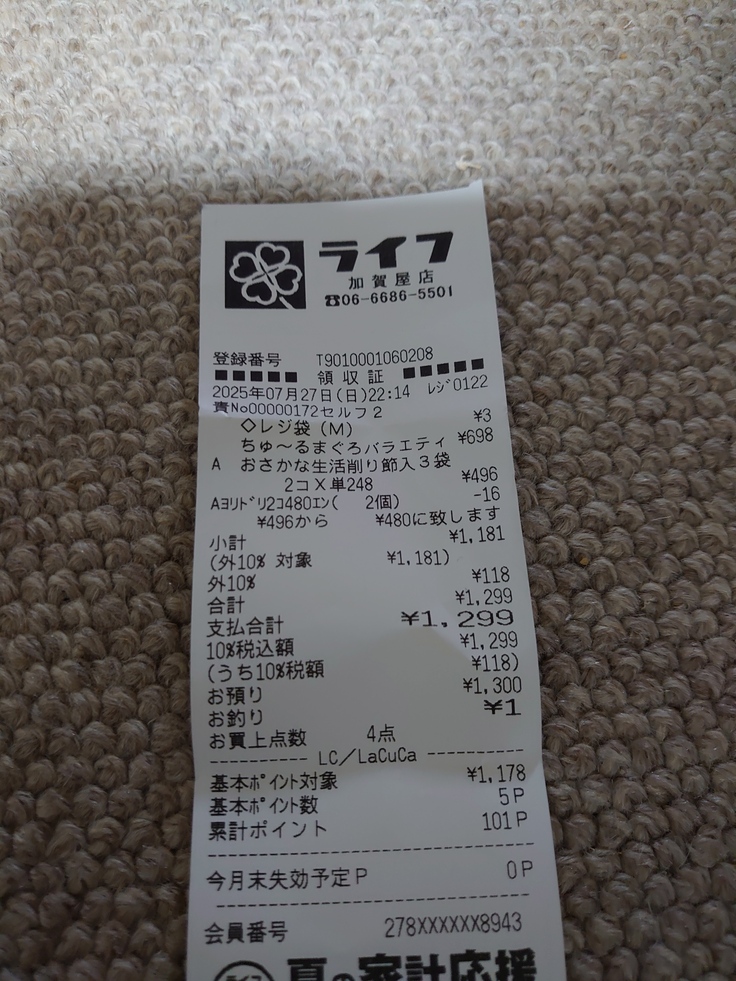 ライフ
加賀屋店
☎06-6686-5501
登録番号 T9010001060208
■■■■■ 領収証 ■■■■■
2025年07月27日(日)22:14 ﾚｼﾞ0122
責No00000172セルフ2
◇レジ袋(M) ¥3
ちゅ〜るまぐろバラエティ ¥698
A おさかな生活削り節入3袋
2コX単248 ¥496
Aﾖﾘﾄﾞﾘ2ｺ480ｴﾝ( 2個) -16
¥496から ¥480に致します
小計 ¥1,181
(外10% 対象 ¥1,181)
外10% ¥118
合計 ¥1,299
支払合計 ¥1,299
10%税込額 ¥1,299
(うち10%税額 ¥118)
お預り ¥1,300
お釣り ¥1
お買上点数 4点
---------- LC/LaCuCa ----------
基本ﾎﾟｲﾝﾄ対象 ¥1,178
基本ﾎﾟｲﾝﾄ数 5P
累計ポイント 101P
今月末失効予定P 0P
会員番号 278XXXXXX8943
ライフ 夏の家計応援